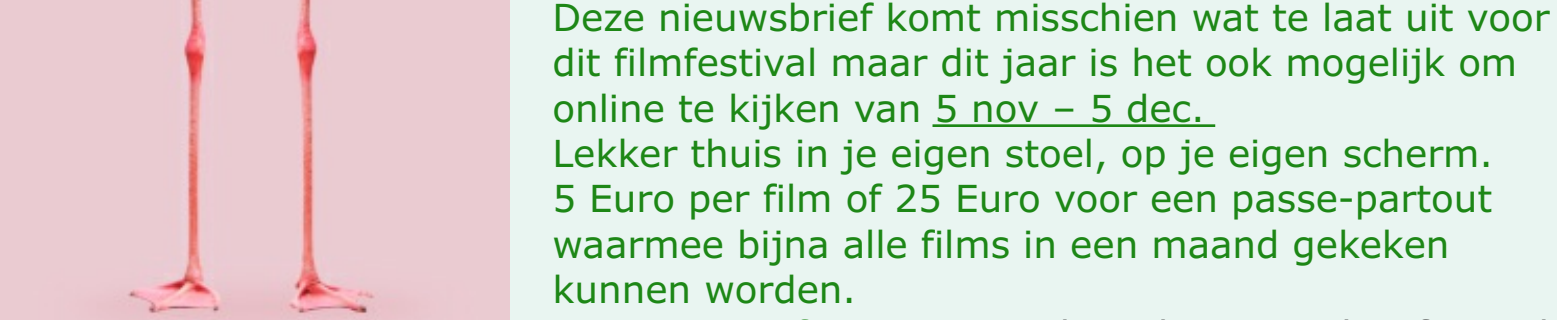 Deze nieuwsbrief komt misschien wat te laat uit voor
dit filmfestival maar dit jaar is het ook mogelijk om
online te kijken van 5 nov – 5 dec.
Lekker thuis in je eigen stoel, op je eigen scherm.
5 Euro per film of 25 Euro voor een passe-partout
waarmee bijna alle films in een maand gekeken
kunnen worden.